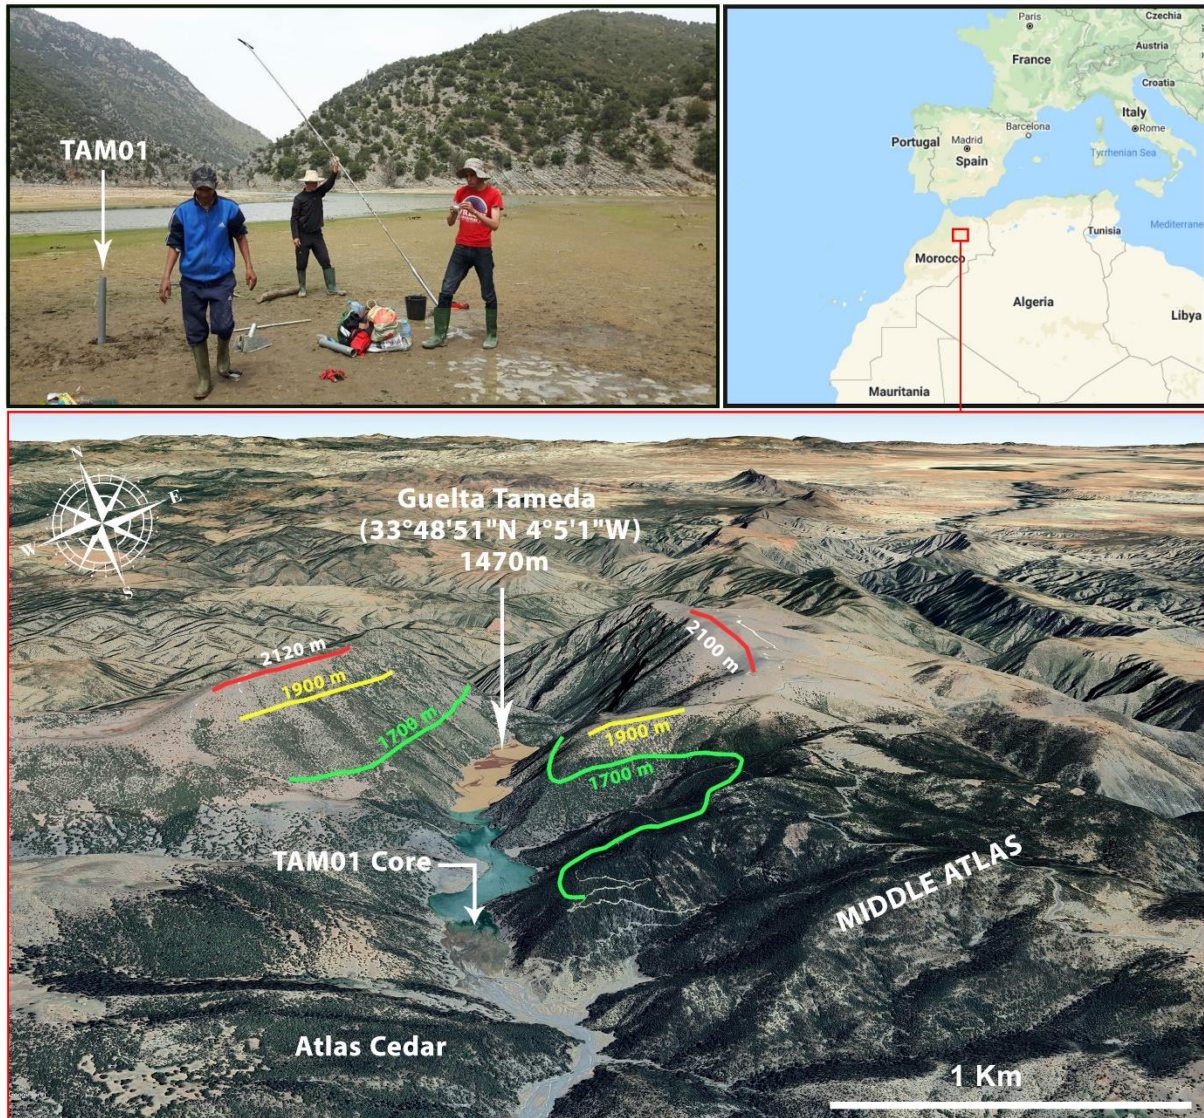 TAM01
Paris
Czechia
France
Austria
Croatia
Italy
Rome
Portugal
Madrid
Spain
Barcelona
Tyrrhenian Sea
Tunisia
Mediterrane
Morocco
Algeria
Libya
Mauritania
N
E
W
S
Guelta Tameda
(33°48'51"N 4°5'1"W)
1470m
2120 m
1900 m
1700 m
2100 m
1900 m
1700 m
TAM01 Core
MIDDLE ATLAS
Atlas Cedar
1 Km